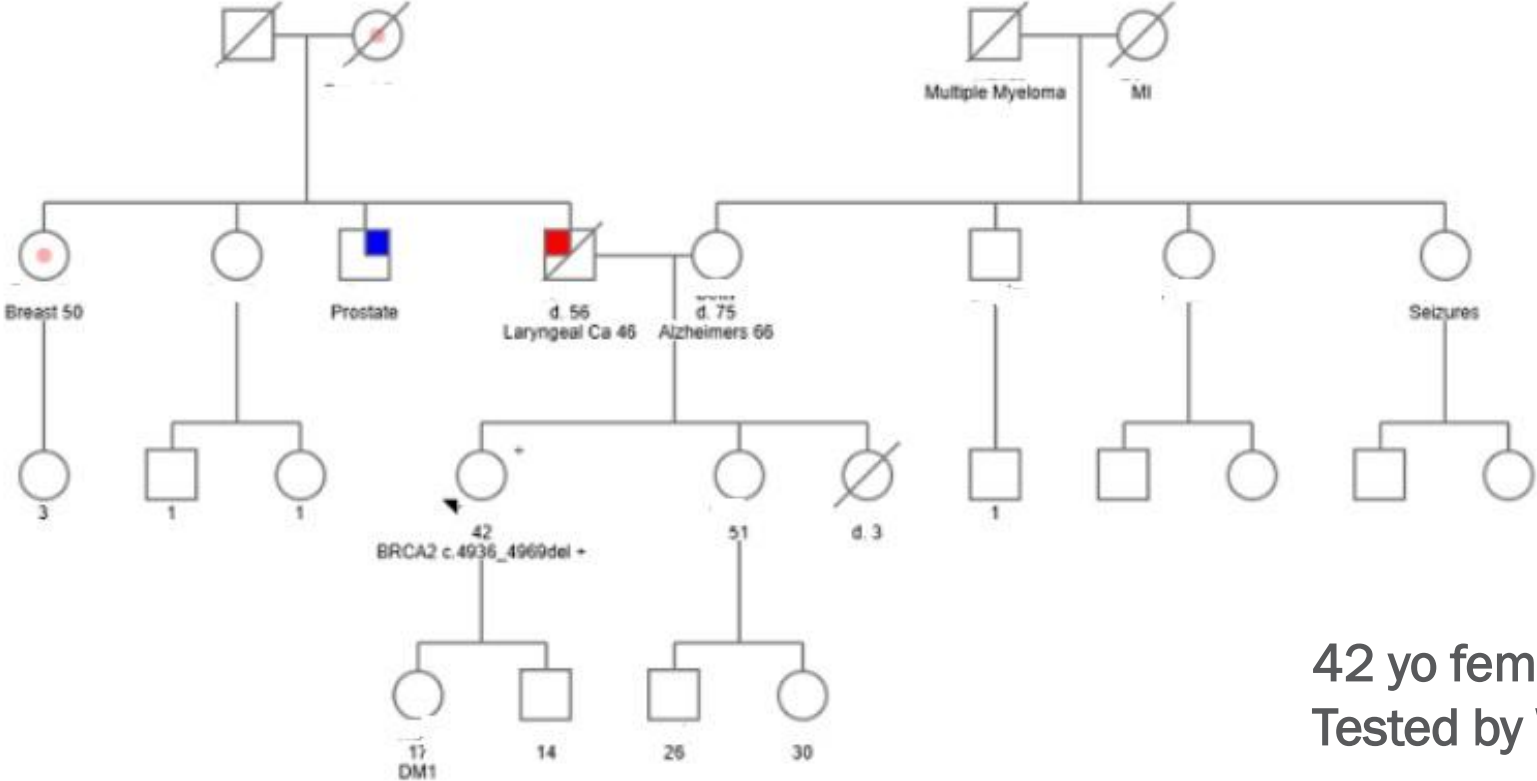 Multiple Myeloma
MI
Breast 50
Prostate
d. 56
Laryngeal Ca 46
d. 75
Alzheimers 66
Seizures
3
1
1
+
42
BRCA2 c.4936_4969del +
51
d. 3
1
17
DM1
14
26
30
42 yo fem
Tested by